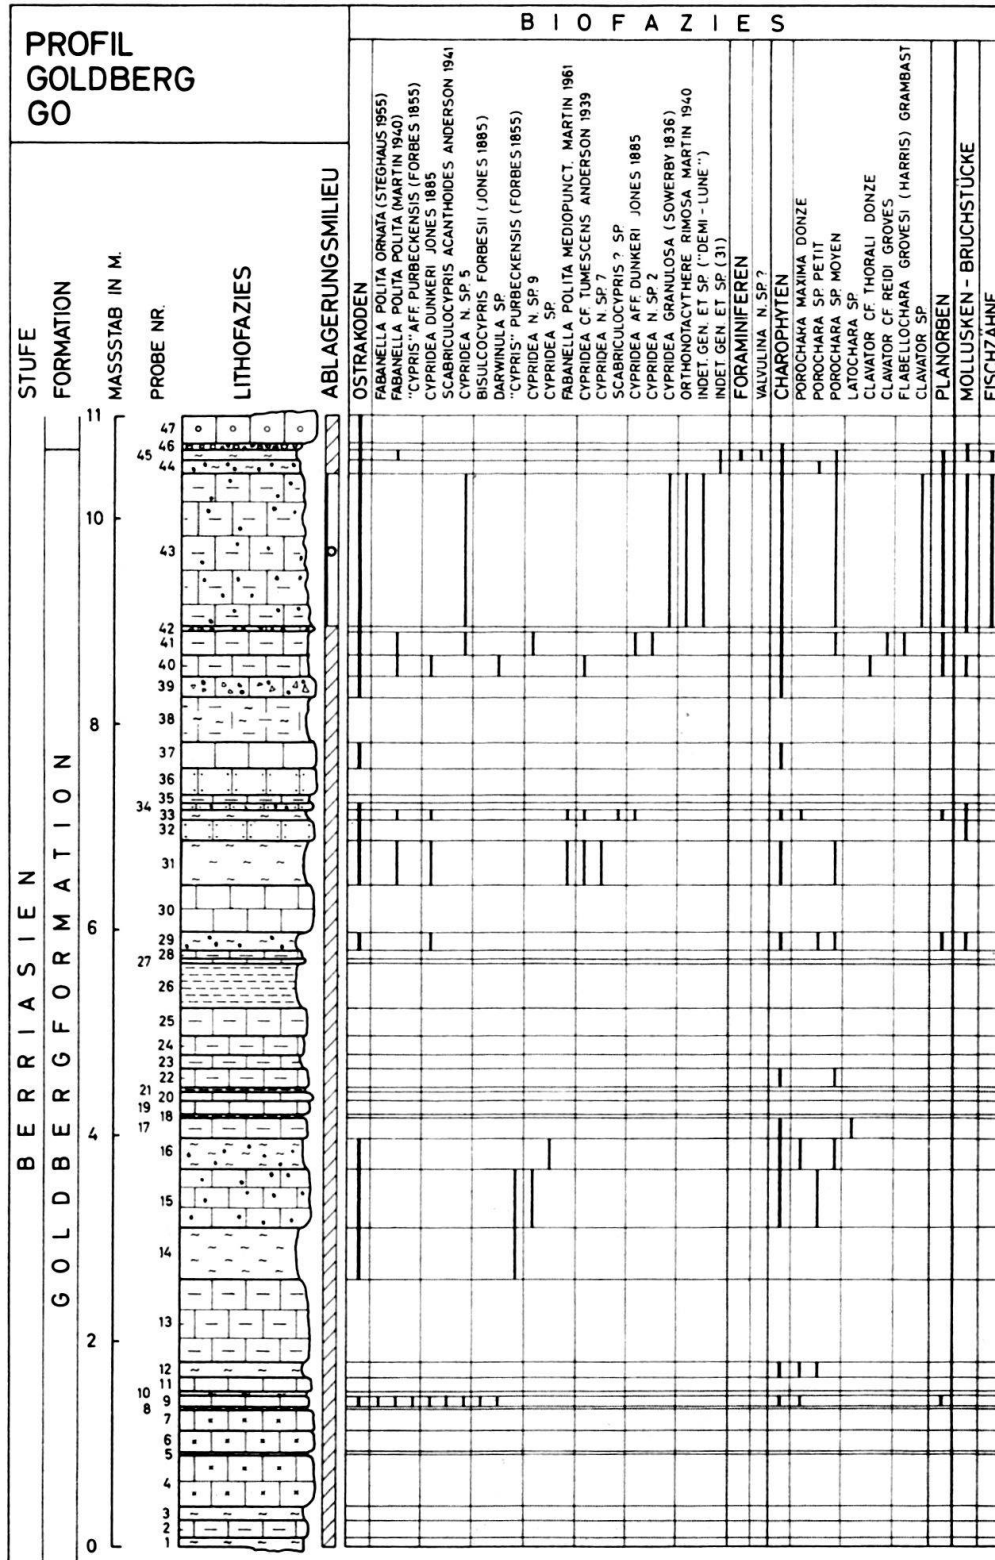 PROFIL
GOLDBERG
GO
B I O F A Z I E S
STUFE
FORMATION
MASSSTAB IN M.
PROBE NR.
LITHOFAZIES
ABLAGERUNGSMILIEU
OSTRAKODEN
FABANELLA POLITA ORNATA (STEGHAUS 1955)
FABANELLA POLITA POLITA (MARTIN 1940)
"CYPRIS" AFF. PURBECKENSIS (FORBES 1855)
CYPRIDEA DUNKERI JONES 1885
SCABRICULOCYPRIS ACANTHOIDES ANDERSON 1941
CYPRIDEA N. SP. 5
BISULCOCYPRIS FORBESII (JONES 1885)
DARWINULA SP.
"CYPRIS" PURBECKENSIS (FORBES 1855)
CYPRIDEA N. SP. 9
CYPRIDEA SP.
FABANELLA POLITA MEDIOPUNCT. MARTIN 1961
CYPRIDEA CF. TUMESCENS ANDERSON 1939
CYPRIDEA N. SP. 7
SCABRICULOCYPRIS ? SP
CYPRIDEA AFF. DUNKERI JONES 1885
CYPRIDEA N. SP. 2
CYPRIDEA GRANULOSA (SOWERBY 1836)
ORTHONOTACYTHERE RIMOSA MARTIN 1940
INDET. GEN. ET SP. ("DEMI-LUNE")
INDET GEN. ET SP. (31)
FORAMINIFEREN
VALVULINA N. SP. ?
CHAROPHYTEN
POROCHARA MAXIMA DONZE
POROCHARA SP. PETIT
POROCHARA SP. MOYEN
LATOCHARA SP.
CLAVATOR CF. THORALI DONZE
CLAVATOR CF REIDI GROVES
FLABELLOCHARA GROVESI (HARRIS) GRAMBAST
CLAVATOR SP
PLANORBEN
MOLLUSKEN-BRUCHSTÜCKE
FISCHZÄHNE
BERRIASIEN
GOLDBERGFORMATION
11
10
8
6
4
2
0
47
46
45
44
43
42
41
40
39
38
37
36
35
34
33
32
31
30
29
28
27
26
25
24
23
22
21
20
19
18
17
16
15
14
13
12
11
10
9
8
7
6
5
4
3
2
1